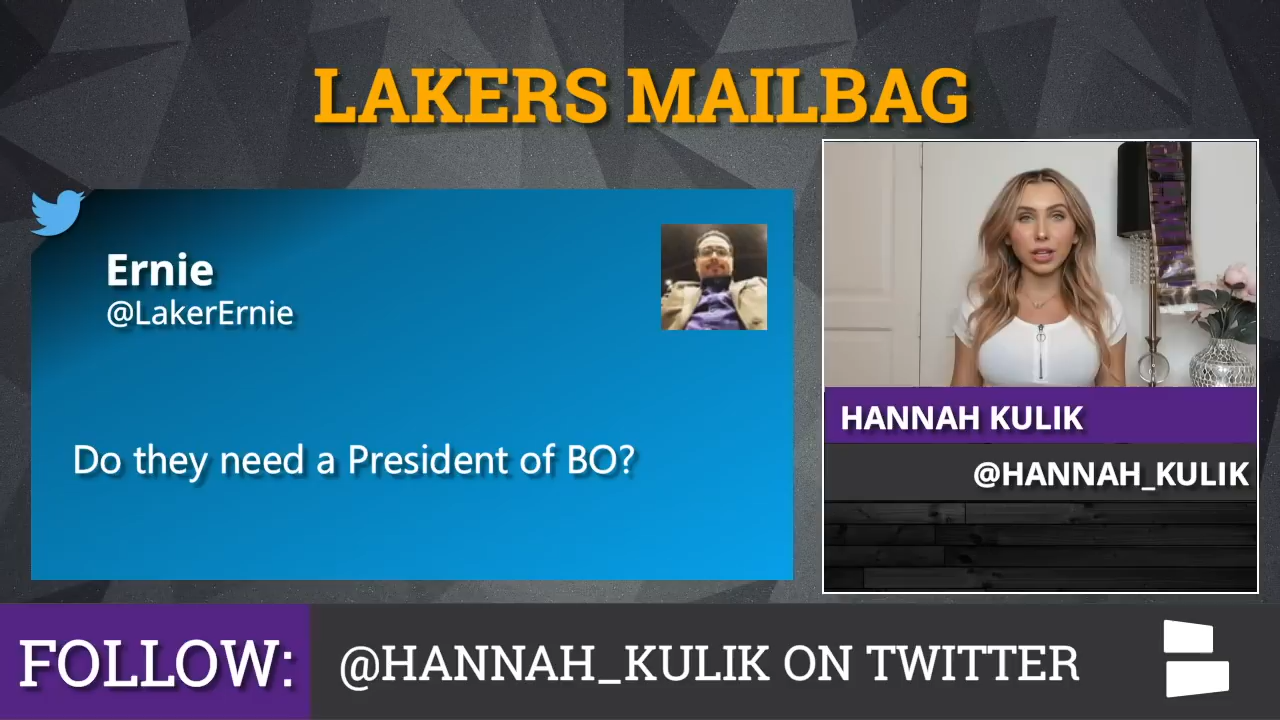 LAKERS MAILBAG
Ernie
@LakerErnie
Do they need a President of BO?
HANNAH KULIK
@HANNAH_KULIK
FOLLOW:
@HANNAH_KULIK ON TWITTER